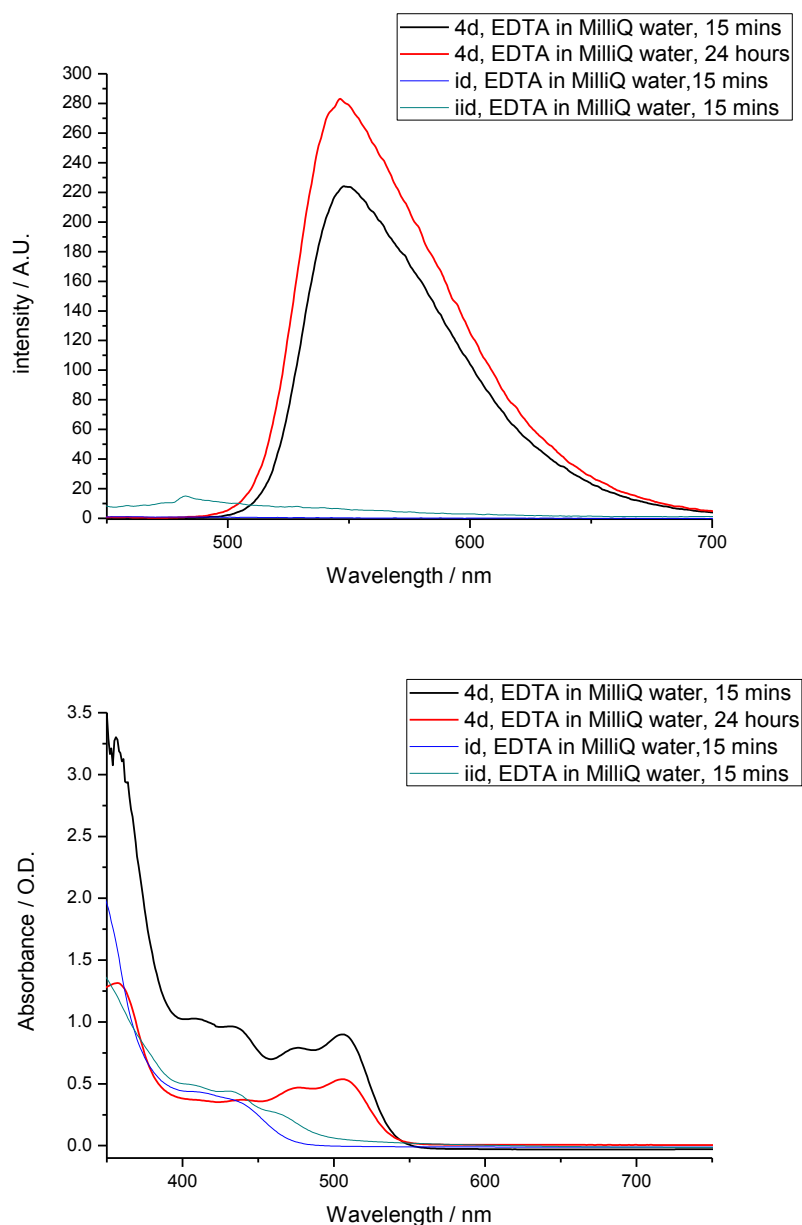 4d, EDTA in MilliQ water, 15 mins
4d, EDTA in MilliQ water, 24 hours
id, EDTA in MilliQ water,15 mins
iid, EDTA in MilliQ water, 15 mins
300
280
260
240
220
200
180
160
140
120
100
80
60
40
20
0
intensity / A.U.
500 600 700
Wavelength / nm
4d, EDTA in MilliQ water, 15 mins
4d, EDTA in MilliQ water, 24 hours
id, EDTA in MilliQ water,15 mins
iid, EDTA in MilliQ water, 15 mins
3.5
3.0
2.5
2.0
1.5
1.0
0.5
0.0
Absorbance / O.D.
400 500 600 700
Wavelength / nm